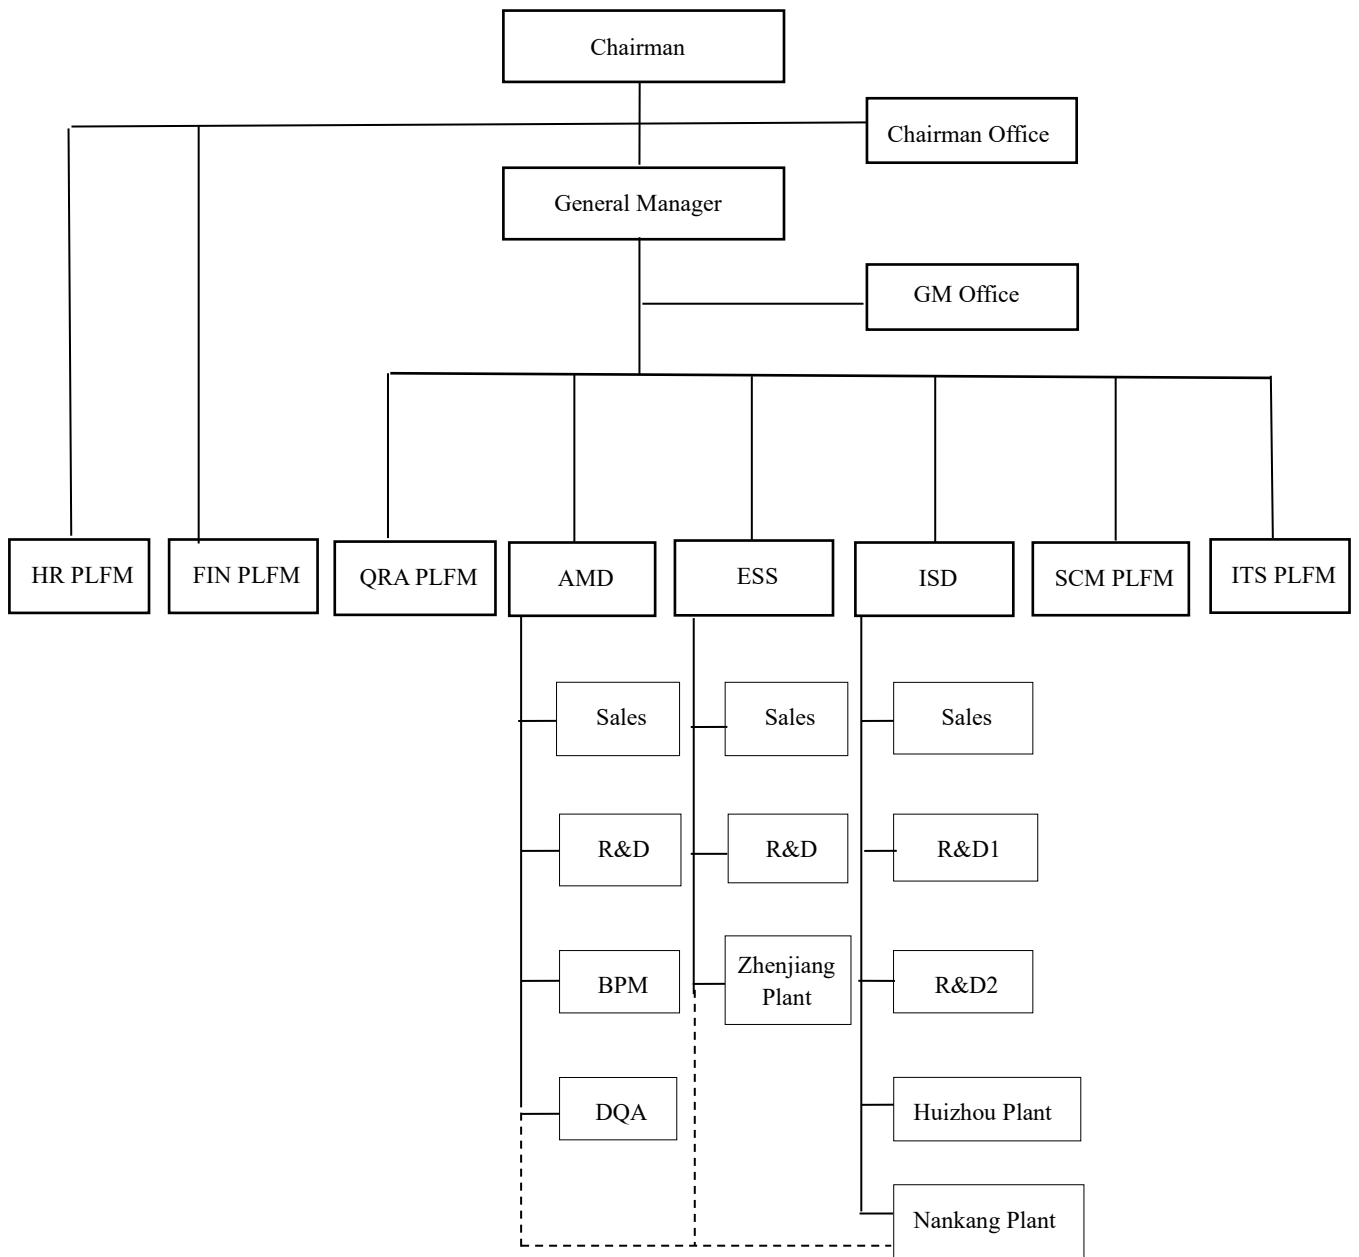 Chairman
Chairman Office
General Manager
GM Office
HR PLFM
FIN PLFM
QRA PLFM
AMD
ESS
ISD
SCM PLFM
ITS PLFM
Sales
Sales
Sales
R&D
R&D
R&D1
BPM
Zhenjiang
Plant
R&D2
DQA
Huizhou Plant
Nankang Plant